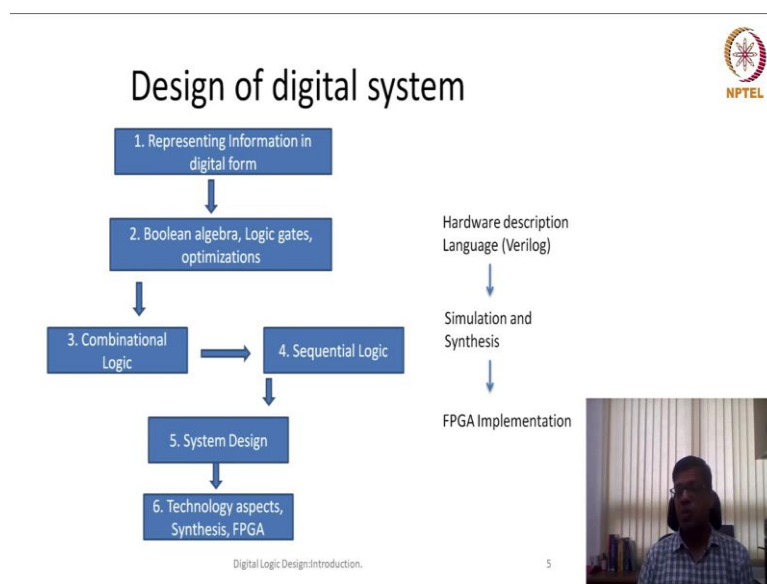 NPTEL
Design of digital system
1. Representing Information in
digital form
2. Boolean algebra, Logic gates,
optimizations
3. Combinational
Logic
4. Sequential Logic
5. System Design
6. Technology aspects,
Synthesis, FPGA
Hardware description
Language (Verilog)
Simulation and
Synthesis
FPGA Implementation
Digital Logic Design:Introduction.
5